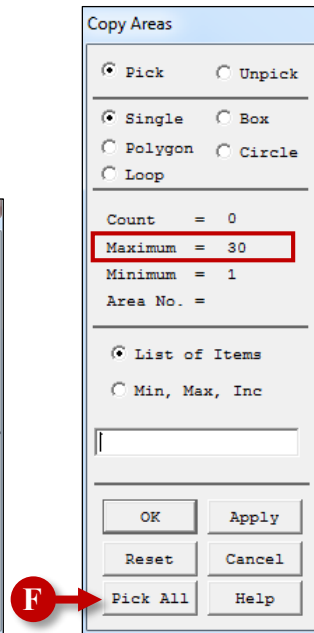 Copy Areas
Pick Unpick
Single Box
Polygon Circle
Loop
Count = 0
Maximum = 30
Minimum = 1
Area No. =
List of Items
Min, Max, Inc
OK Apply
Reset Cancel
F Pick All Help